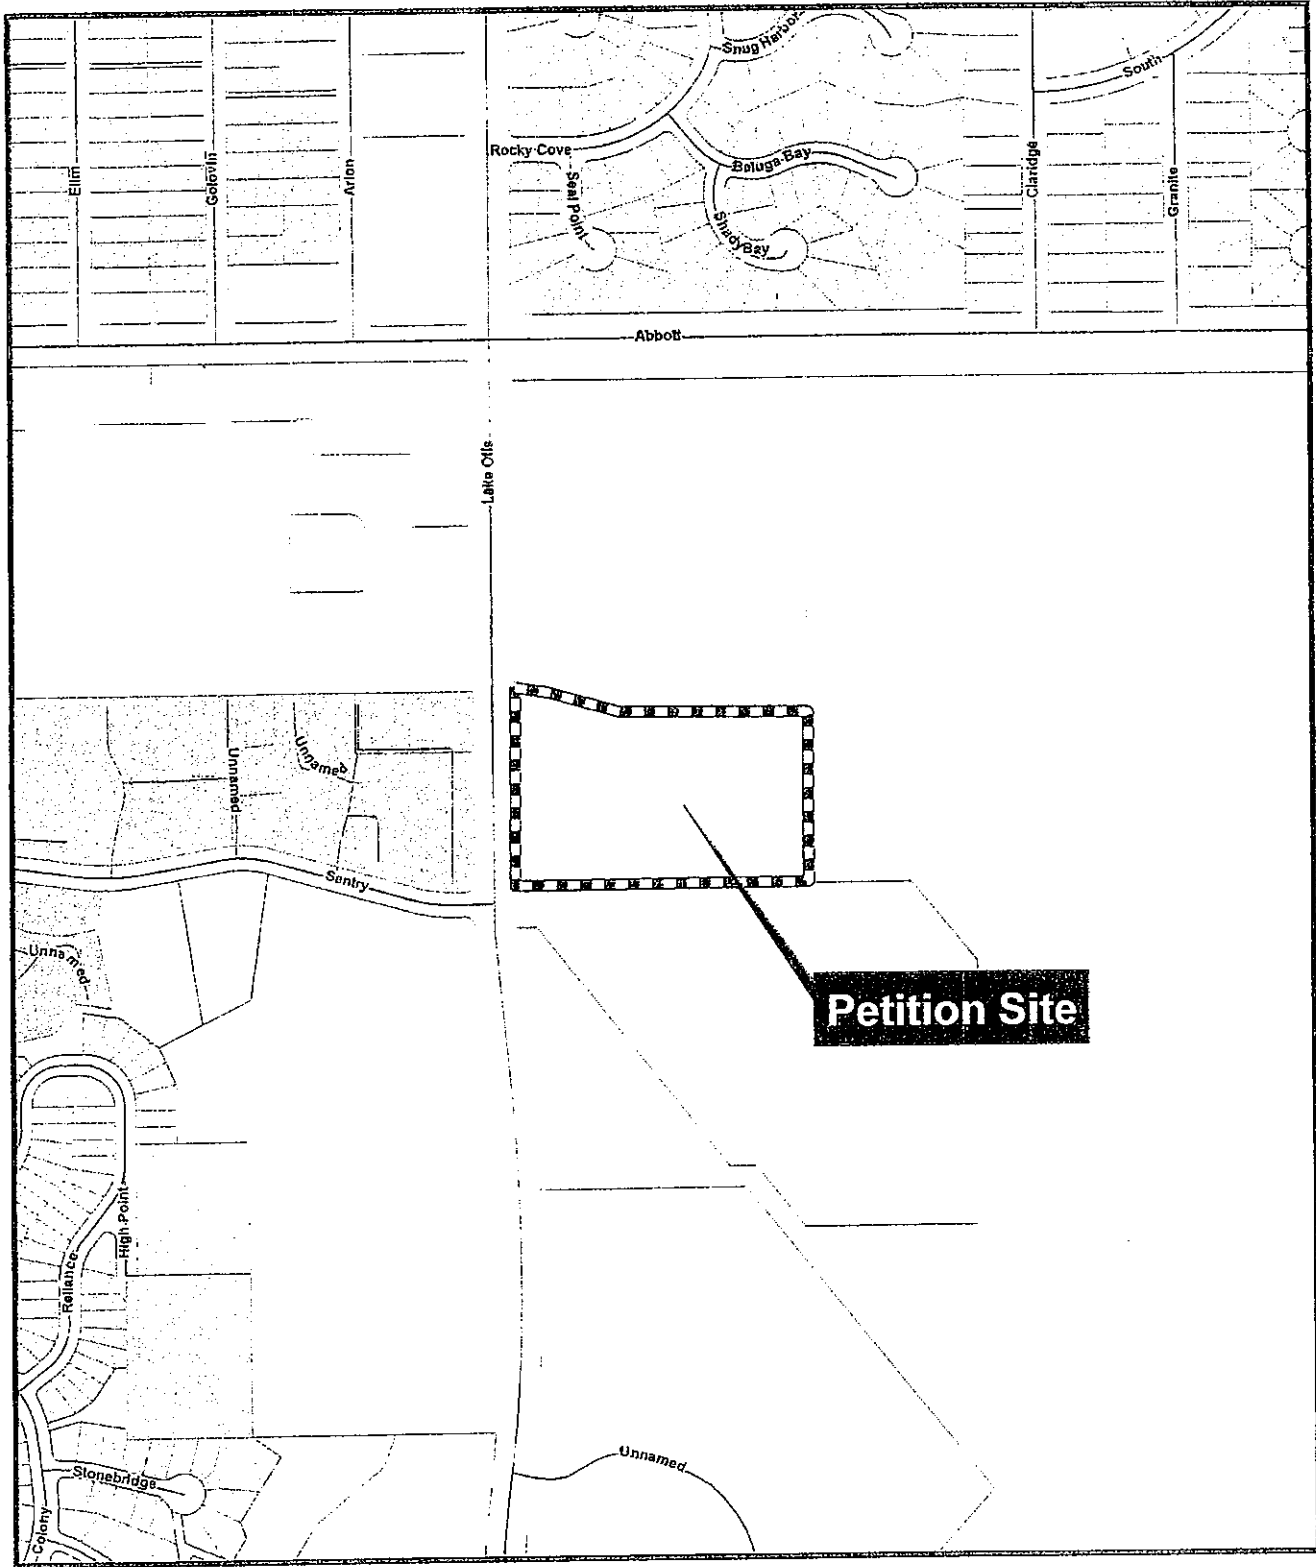 Snug Harbor
South
Rocky Cove
Beluga Bay
Elim
Golovin
Arlon
Seal Point
Claridge
Granite
Shady Bay
Abbott
Lake Otis
Unnamed
Unnamed
Sentry
Unnamed
Petition Site
High Point
Reliance
Unnamed
Stonebridge
Colony